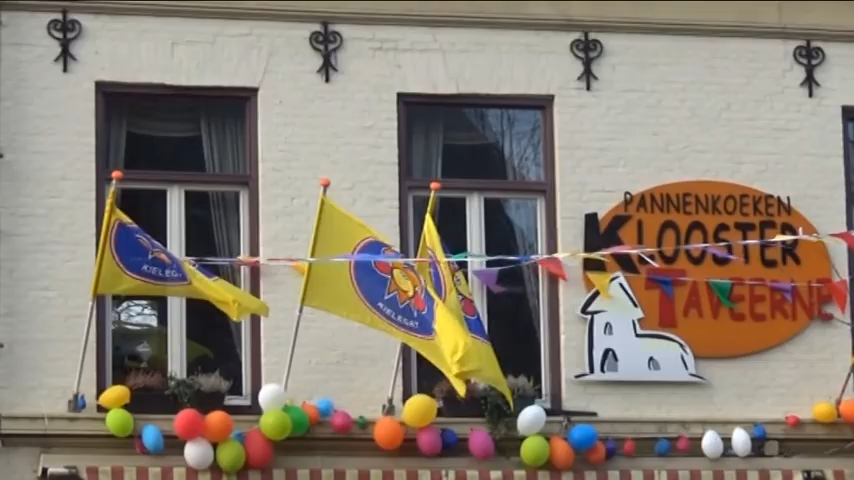 PANNENKOEKEN
KLOOSTER
TAVEERNE
KIELEGAT
KIELEGAT